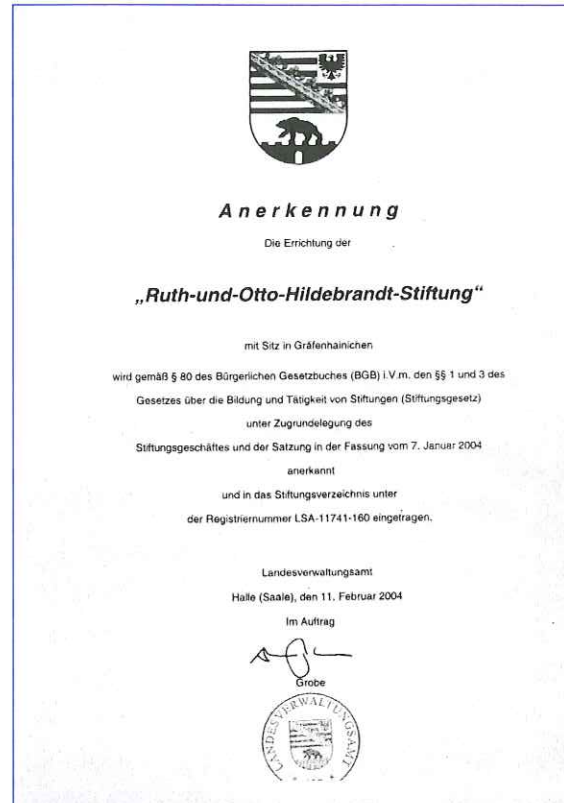 Anerkennung
Die Errichtung der
„Ruth-und-Otto-Hildebrandt-Stiftung“
mit Sitz in Gräfenhainichen
wird gemäß § 80 des Bürgerlichen Gesetzbuches (BGB) i.V.m. den §§ 1 und 3 des
Gesetzes über die Bildung und Tätigkeit von Stiftungen (Stiftungsgesetz)
unter Zugrundelegung des
Stiftungsgeschäftes und der Satzung in der Fassung vom 7. Januar 2004
anerkannt
und in das Stiftungsverzeichnis unter
der Registriernummer LSA-11741-160 eingetragen.
Landesverwaltungsamt
Halle (Saale), den 11. Februar 2004
Im Auftrag
Grobe
LANDESVERWALTUNGSAMT